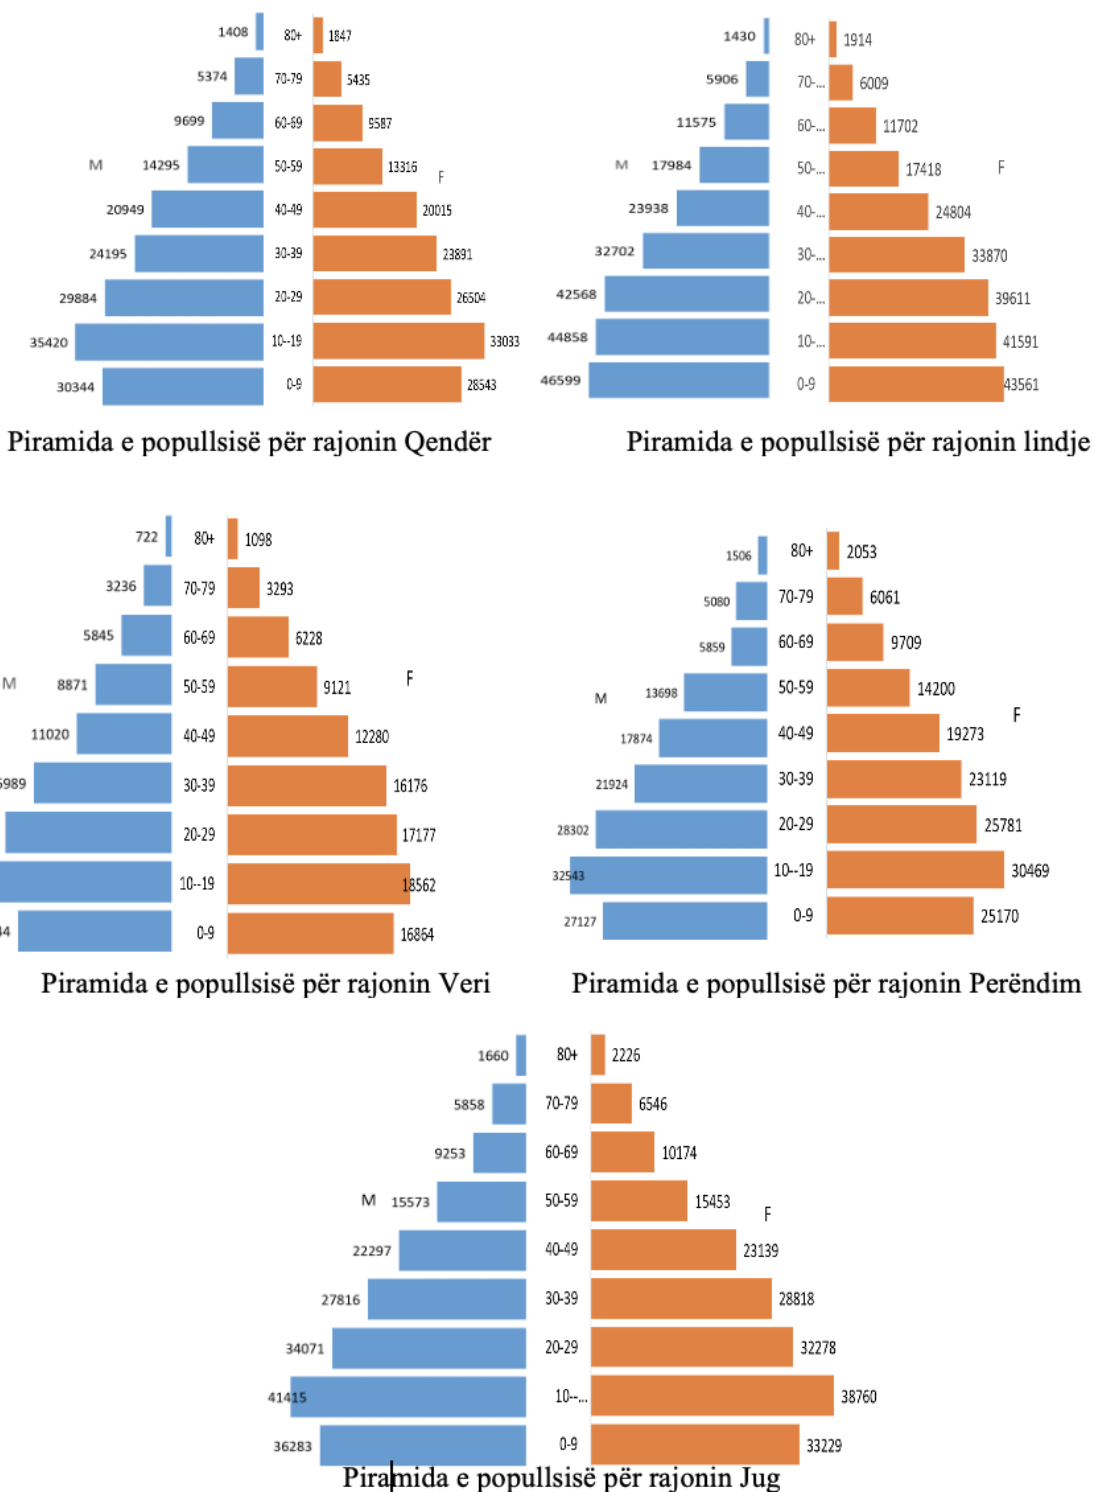 1408 80+ 1847
5374 70-79 5435
9699 60-69 9587
M 14295 50-59 13316 F
20949 40-49 20015
24195 30-39 23891
29884 20-29 26504
35420 10--19 33033
30344 0-9 28543
Piramida e popullsisë për rajonin Qendër
1430 80+ 1914
5906 70-... 6009
11575 60-... 11702
M 17984 50-... 17418 F
23938 40-... 24804
32702 30-... 33870
42568 20-... 39611
44858 10-... 41591
46599 0-9 43561
Piramida e popullsisë për rajonin lindje
722 80+ 1098
3236 70-79 3293
5845 60-69 6228
M 8871 50-59 9121 F
11020 40-49 12280
5989 30-39 16176
20-29 17177
10--19 18562
44 0-9 16864
Piramida e popullsisë për rajonin Veri
1506 80+ 2053
5080 70-79 6061
5859 60-69 9709
M 13698 50-59 14200 F
17874 40-49 19273
21924 30-39 23119
28302 20-29 25781
32543 10--19 30469
27127 0-9 25170
Piramida e popullsisë për rajonin Perëndim
1660 80+ 2226
5858 70-79 6546
9253 60-69 10174
M 15573 50-59 15453 F
22297 40-49 23139
27816 30-39 28818
34071 20-29 32278
41415 10--... 38760
36283 0-9 33229
Piramida e popullsisë për rajonin Jug